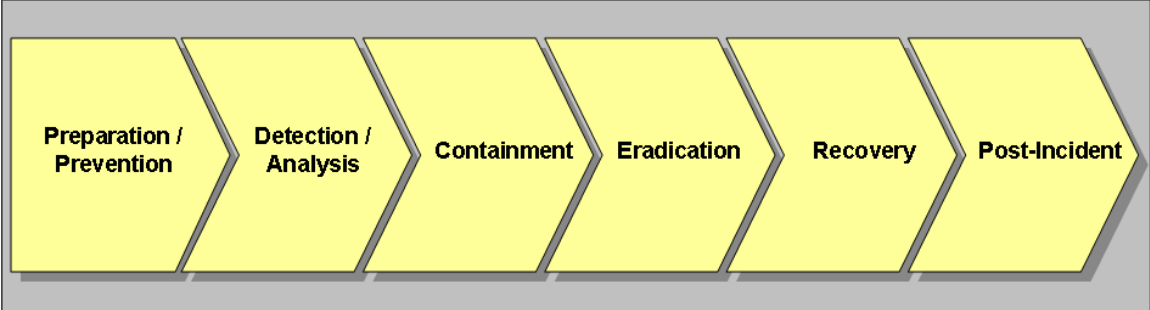 Preparation /
Prevention
Detection /
Analysis
Containment
Eradication
Recovery
Post-Incident